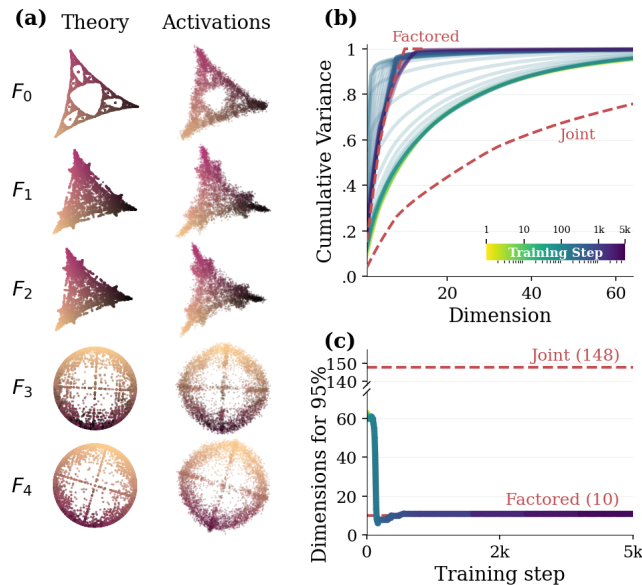 (a)
Theory Activations
F0
F1
F2
F3
F4
(b)
Cumulative Variance
1
.8
.6
.4
.2
.0
Factored
Joint
1 10 100 1k 5k
Training Step
20 40 60
Dimension
(c)
Dimensions for 95%
150
140
60
40
20
0
Joint (148)
Factored (10)
0 2k 5k
Training step